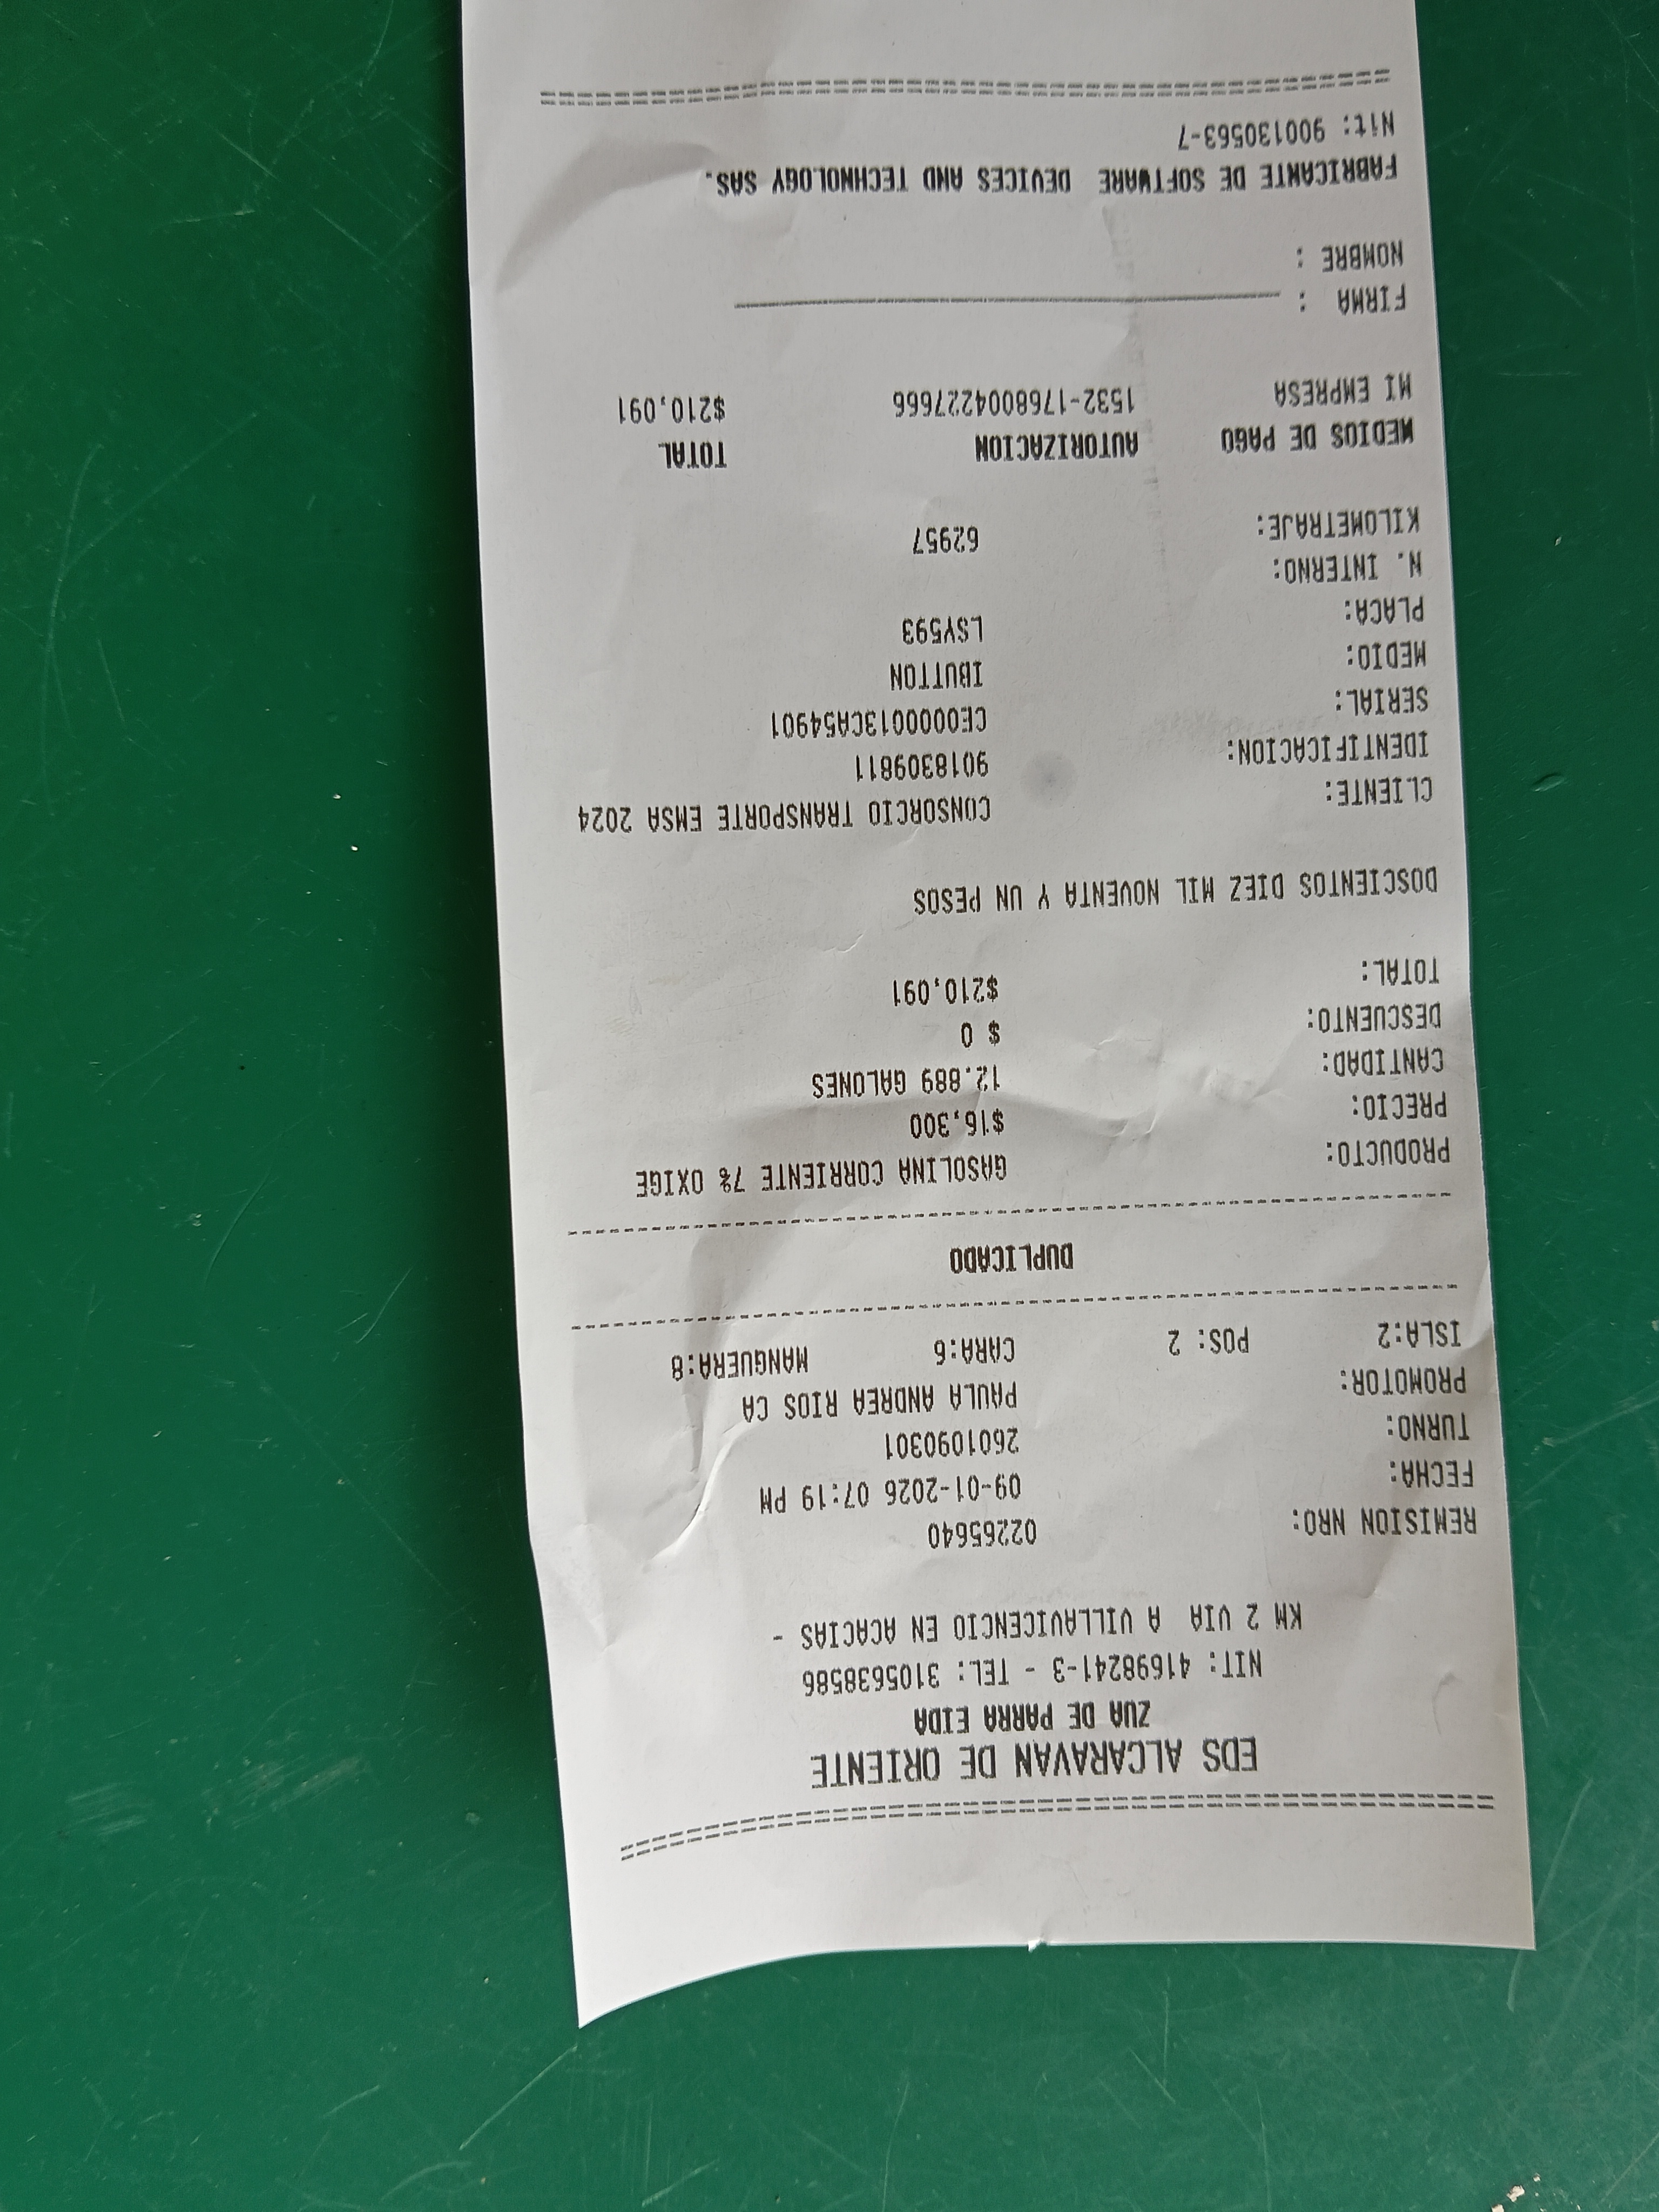 EDS ALCARAVAN DE ORIENTE
ZUA DE PARRA EIDA
NIT: 41698241-3 - TEL: 3105638586
KM 2 VIA A VILLAVICENCIO EN ACACIAS -
REMISION NRO: 02265640
FECHA: 09-01-2026 07:19 PM
TURNO: 2601090301
PROMOTOR: PAULA ANDREA RIOS CA
ISLA:2 POS: 2 CARA:6 MANGUERA:8
DUPLICADO
PRODUCTO: GASOLINA CORRIENTE 7% OXIGE
PRECIO: $16,300
CANTIDAD: 12.889 GALONES
DESCUENTO: $ 0
TOTAL: $210,091
DOSCIENTOS DIEZ MIL NOVENTA Y UN PESOS
CLIENTE: CONSORCIO TRANSPORTE EMSA 2024
IDENTIFICACION: 901830981 1
SERIAL: CE000013CA54901
MEDIO: IBUTTON
PLACA: LSY593
N. INTERNO:
KILOMETRAJE: 62957
MEDIOS DE PAGO AUTORIZACION TOTAL
MI EMPRESA 1532-1768004227666 $210,091
FIRMA :
NOMBRE :
FABRICANTE DE SOFTWARE DEVICES AND TECHNOLOGY SAS.
Nit: 900130563-7